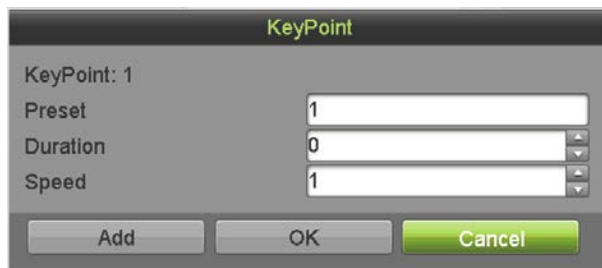 KeyPoint
KeyPoint: 1
Preset 1
Duration 0
Speed 1
Add OK Cancel